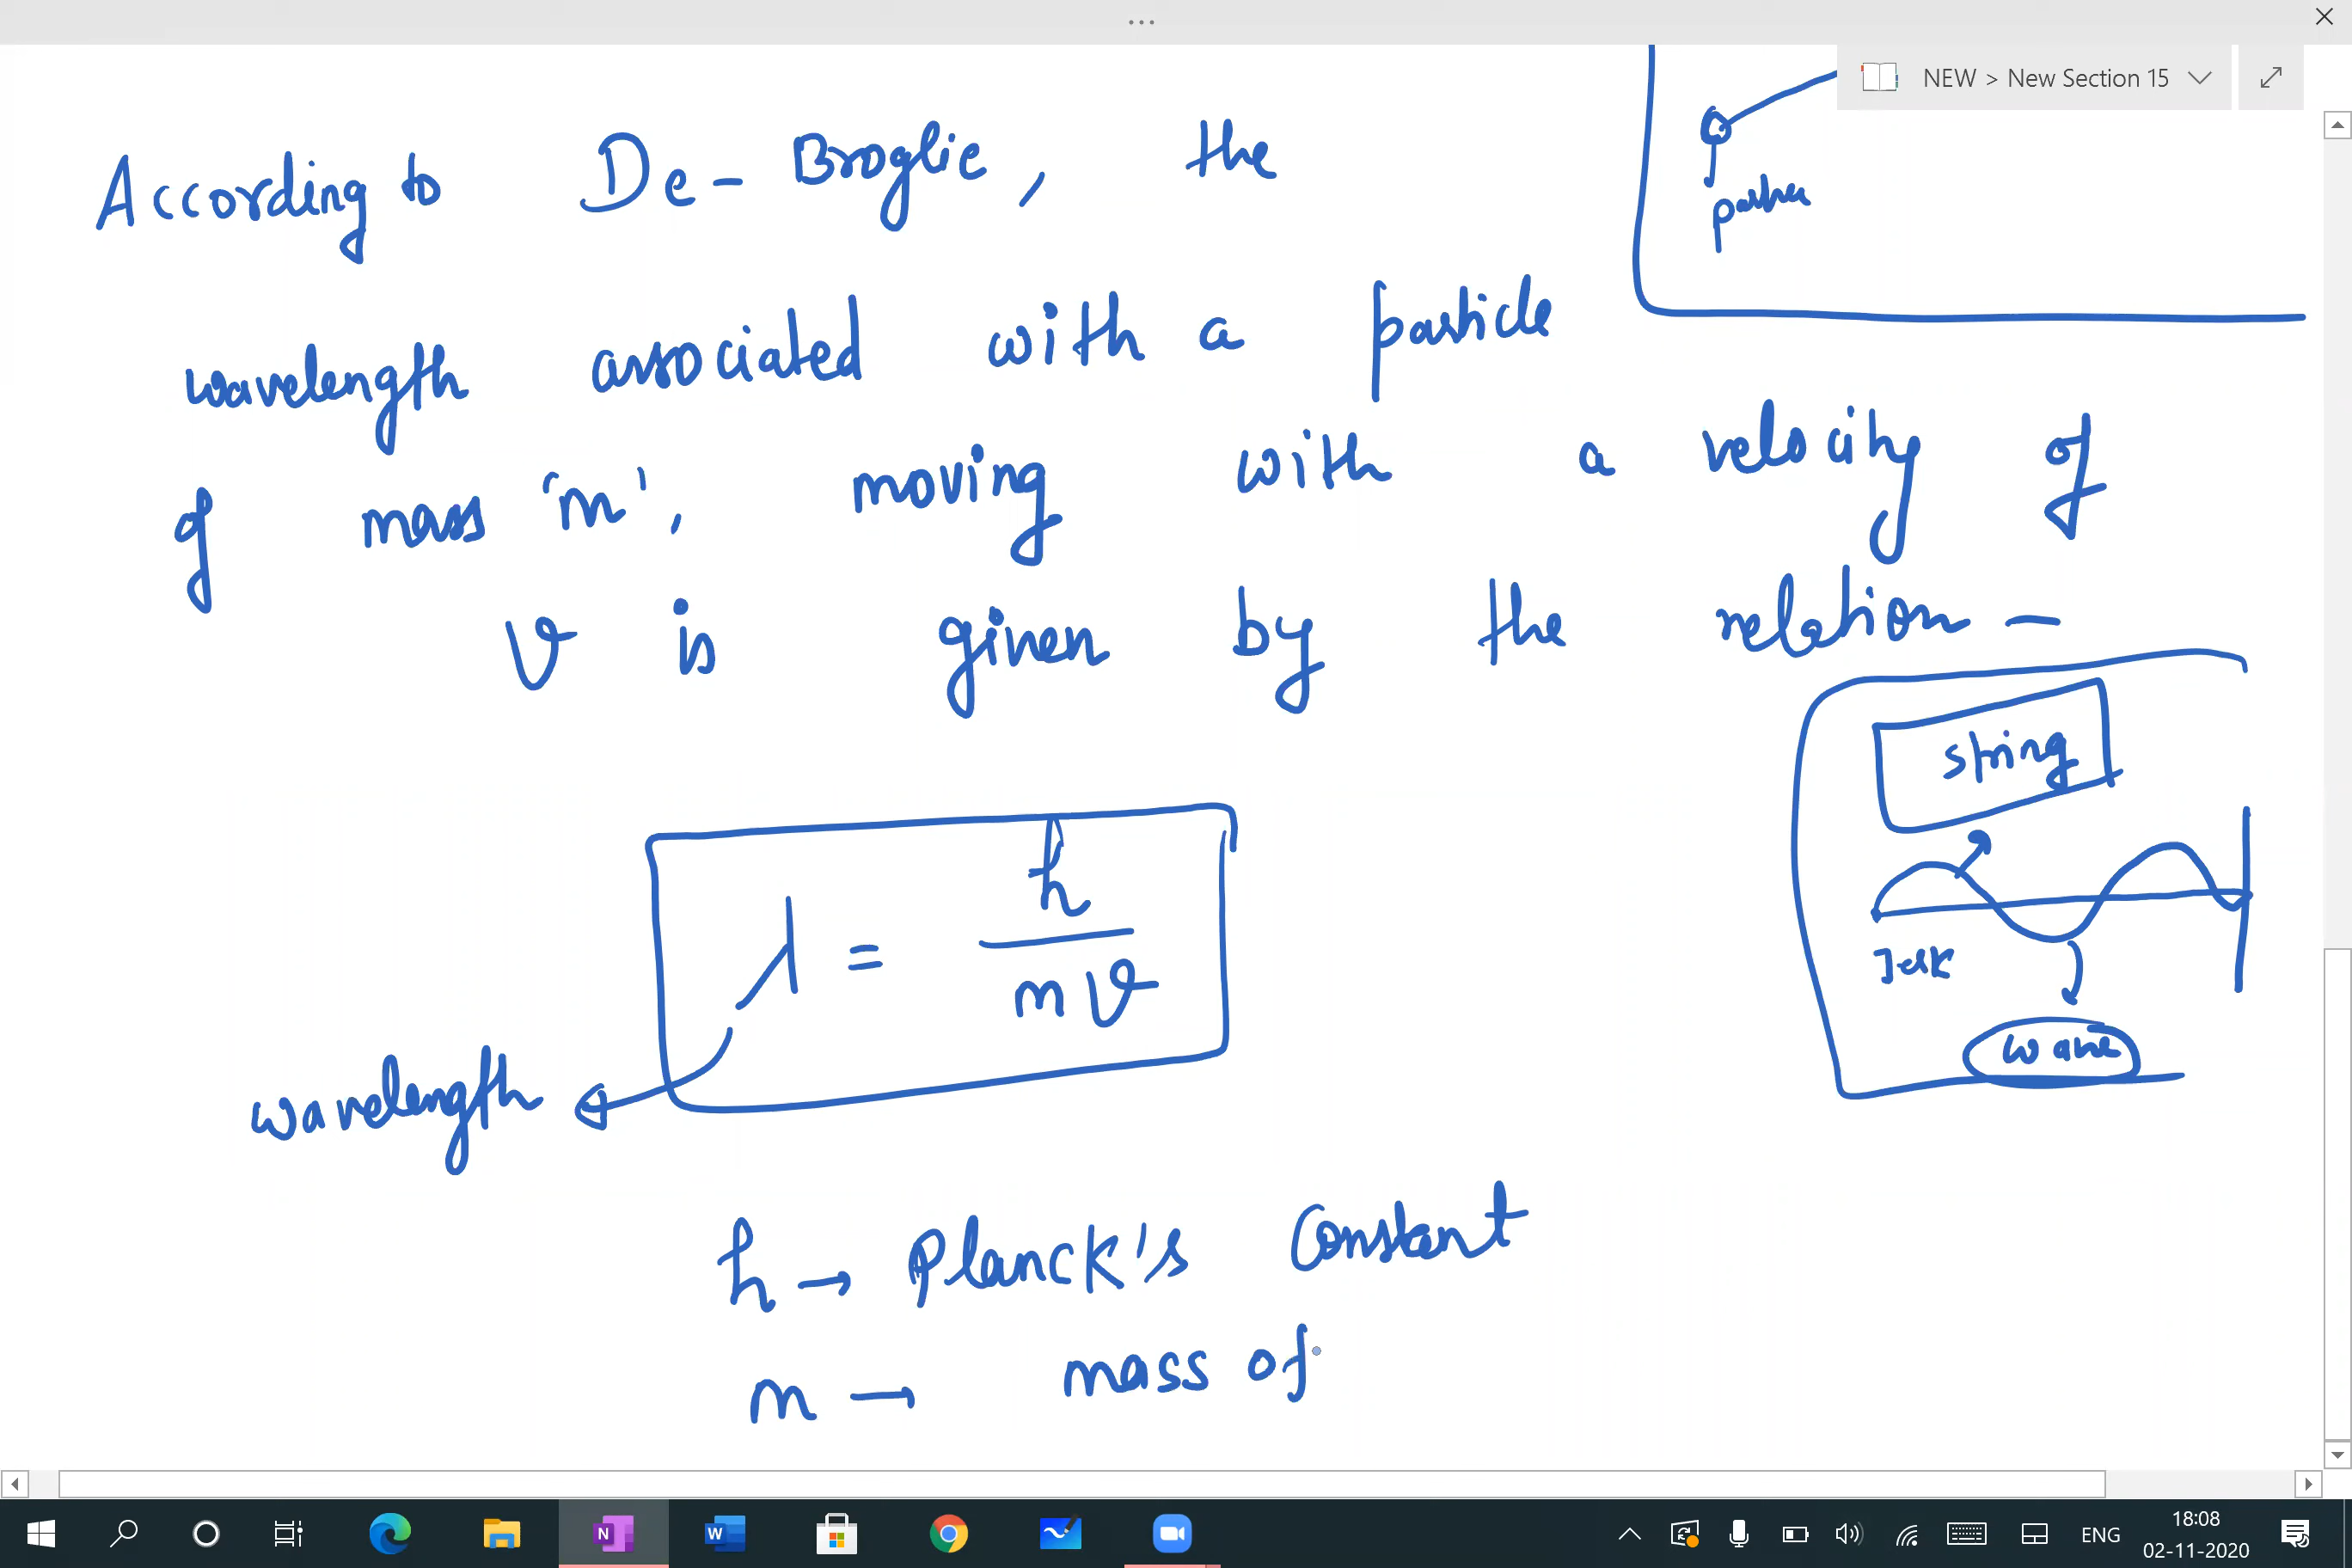 ...
NEW > New Section 15
According to De-Broglie, the
wavelength associated with a particle
of mass 'm', moving with a velocity of
v is given by the relation –
string
λ = h / mv
Jerk
wave
wavelength
h → Planck's Constant
m → mass of
N
W
ENG
18:08
02-11-2020